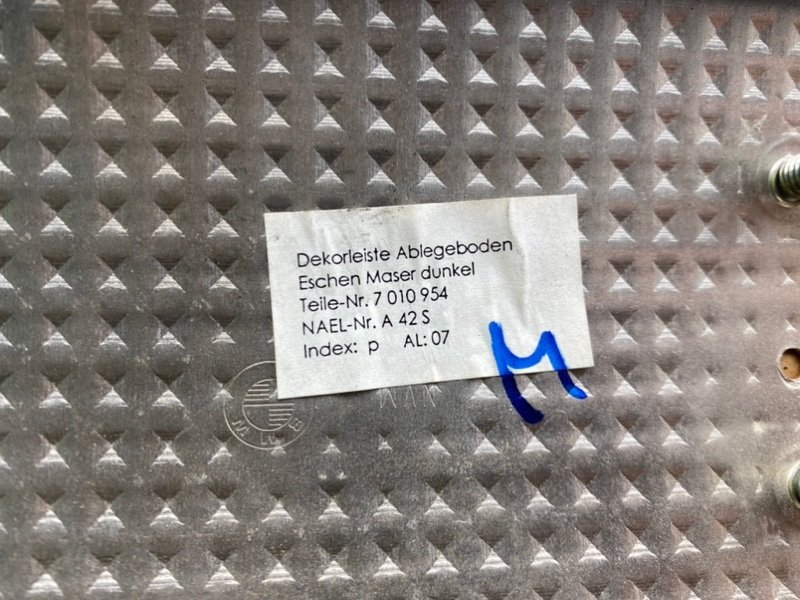 Dekorleiste Ablegeboden
Eschen Maser dunkel
Teile-Nr. 7 010 954
NAEL-Nr. A 42 S
Index: p AL: 07
M